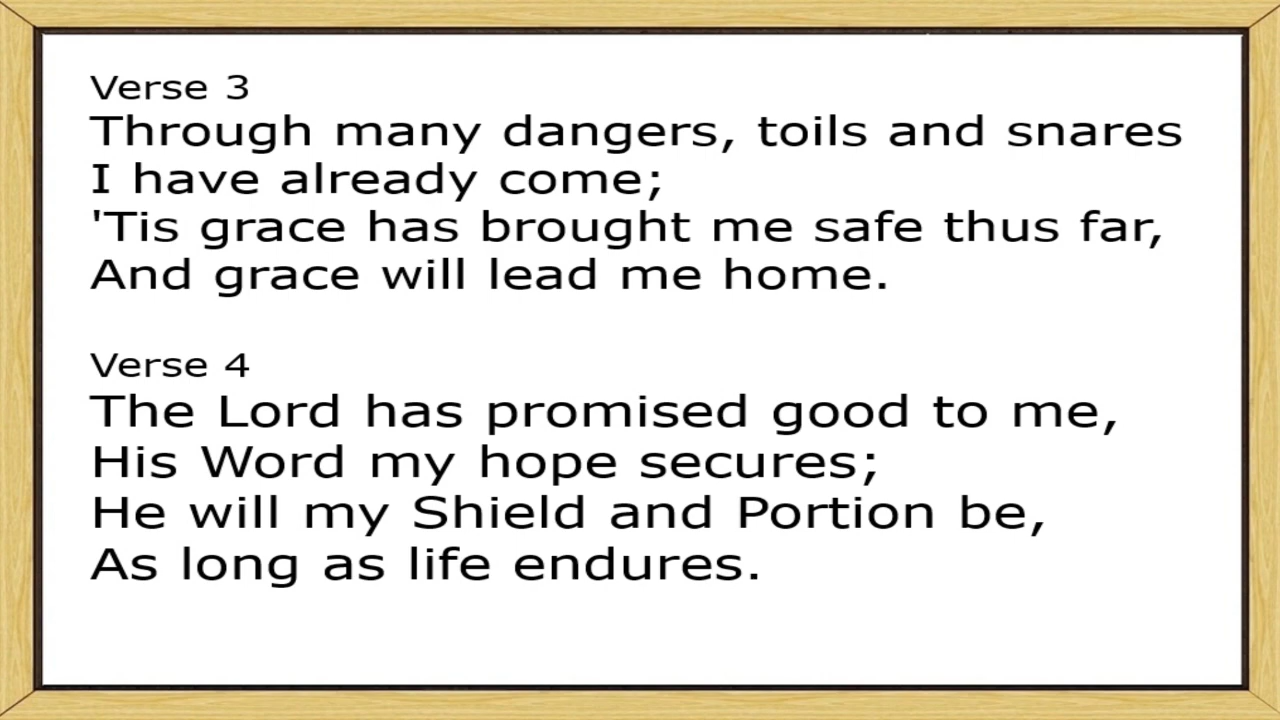 Verse 3
Through many dangers, toils and snares
I have already come;
'Tis grace has brought me safe thus far,
And grace will lead me home.
Verse 4
The Lord has promised good to me,
His Word my hope secures;
He will my Shield and Portion be,
As long as life endures.